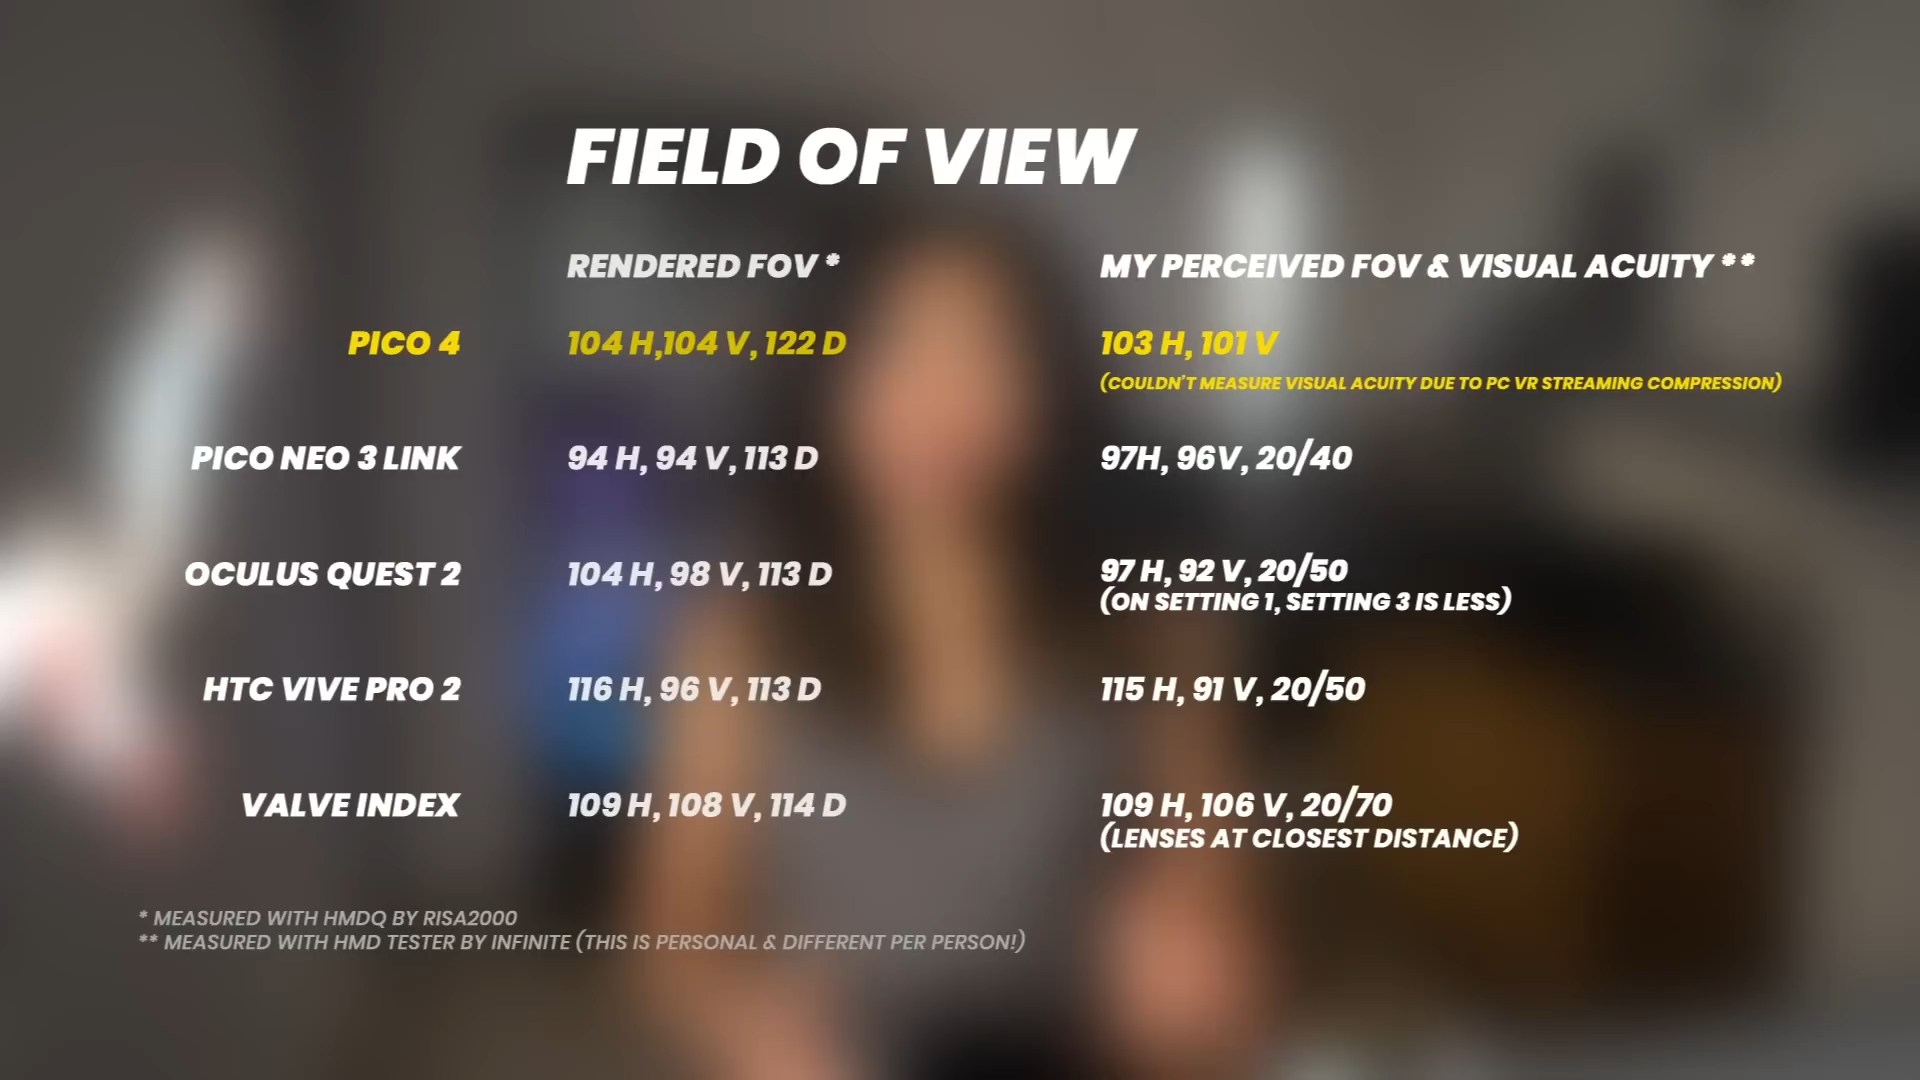 FIELD OF VIEW
RENDERED FOV *
MY PERCEIVED FOV & VISUAL ACUITY **
PICO 4
104 H,104 V, 122 D
103 H, 101 V
(COULDN'T MEASURE VISUAL ACUITY DUE TO PC VR STREAMING COMPRESSION)
PICO NEO 3 LINK
94 H, 94 V, 113 D
97H, 96V, 20/40
OCULUS QUEST 2
104 H, 98 V, 113 D
97 H, 92 V, 20/50
(ON SETTING 1, SETTING 3 IS LESS)
HTC VIVE PRO 2
116 H, 96 V, 113 D
115 H, 91 V, 20/50
VALVE INDEX
109 H, 108 V, 114 D
109 H, 106 V, 20/70
(LENSES AT CLOSEST DISTANCE)
* MEASURED WITH HMDQ BY RISA2000
** MEASURED WITH HMD TESTER BY INFINITE (THIS IS PERSONAL & DIFFERENT PER PERSON!)